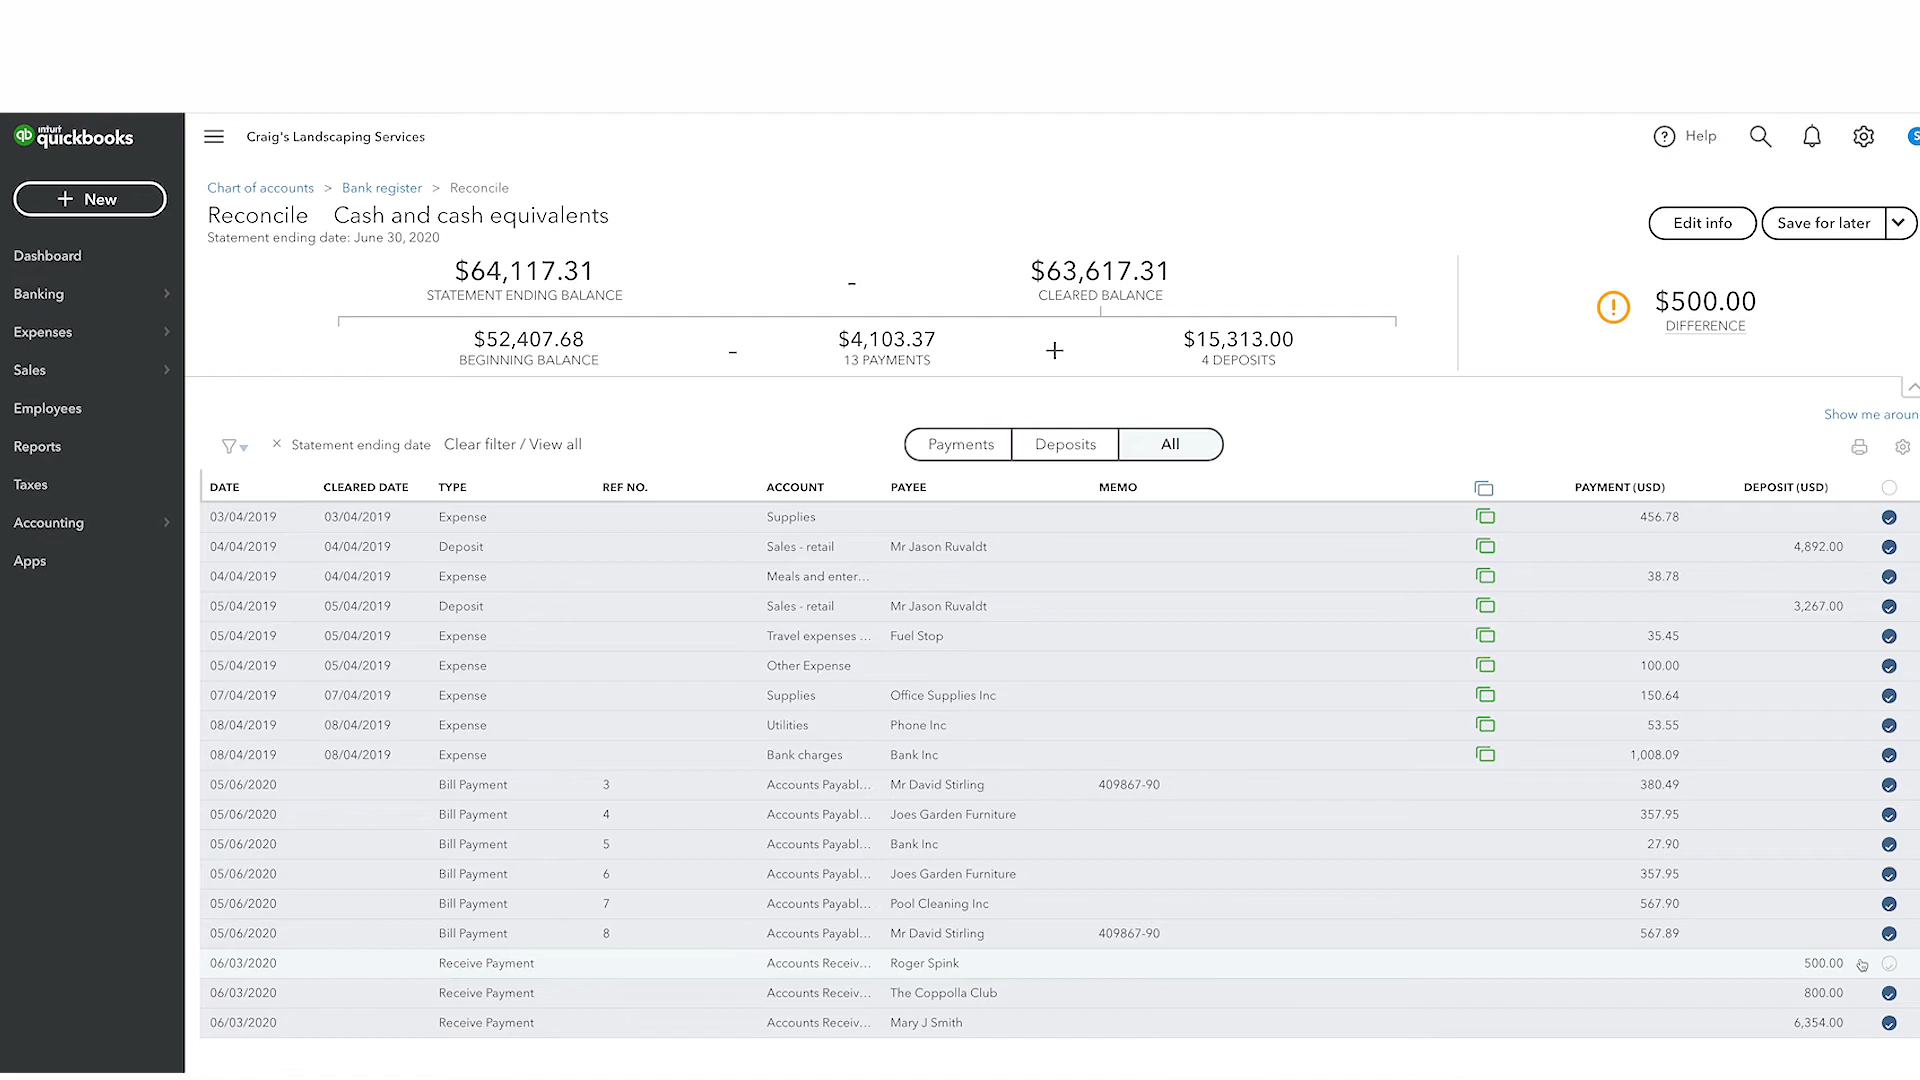 intuit
quickbooks
Craig's Landscaping Services
Help
New
Chart of accounts > Bank register > Reconcile
Reconcile Cash and cash equivalents
Statement ending date: June 30, 2020
Edit info
Save for later
Dashboard
Banking
Expenses
Sales
Employees
Reports
Taxes
Accounting
Apps
$64,117.31 - $63,617.31
STATEMENT ENDING BALANCE CLEARED BALANCE
$500.00
DIFFERENCE
$52,407.68 - $4,103.37 + $15,313.00
BEGINNING BALANCE 13 PAYMENTS 4 DEPOSITS
Show me aroun
× Statement ending date Clear filter / View all
Payments Deposits All
DATE CLEARED DATE TYPE REF NO. ACCOUNT PAYEE MEMO PAYMENT (USD) DEPOSIT (USD)
03/04/2019 03/04/2019 Expense Supplies 456.78
04/04/2019 04/04/2019 Deposit Sales - retail Mr Jason Ruvaldt 4,892.00
04/04/2019 04/04/2019 Expense Meals and enter... 38.78
05/04/2019 05/04/2019 Deposit Sales - retail Mr Jason Ruvaldt 3,267.00
05/04/2019 05/04/2019 Expense Travel expenses ... Fuel Stop 35.45
05/04/2019 05/04/2019 Expense Other Expense 100.00
07/04/2019 07/04/2019 Expense Supplies Office Supplies Inc 150.64
08/04/2019 08/04/2019 Expense Utilities Phone Inc 53.55
08/04/2019 08/04/2019 Expense Bank charges Bank Inc 1,008.09
05/06/2020 Bill Payment 3 Accounts Payabl... Mr David Stirling 409867-90 380.49
05/06/2020 Bill Payment 4 Accounts Payabl... Joes Garden Furniture 357.95
05/06/2020 Bill Payment 5 Accounts Payabl... Bank Inc 27.90
05/06/2020 Bill Payment 6 Accounts Payabl... Joes Garden Furniture 357.95
05/06/2020 Bill Payment 7 Accounts Payabl... Pool Cleaning Inc 567.90
05/06/2020 Bill Payment 8 Accounts Payabl... Mr David Stirling 409867-90 567.89
06/03/2020 Receive Payment Accounts Receiv... Roger Spink 500.00
06/03/2020 Receive Payment Accounts Receiv... The Coppolla Club 800.00
06/03/2020 Receive Payment Accounts Receiv... Mary J Smith 6,354.00